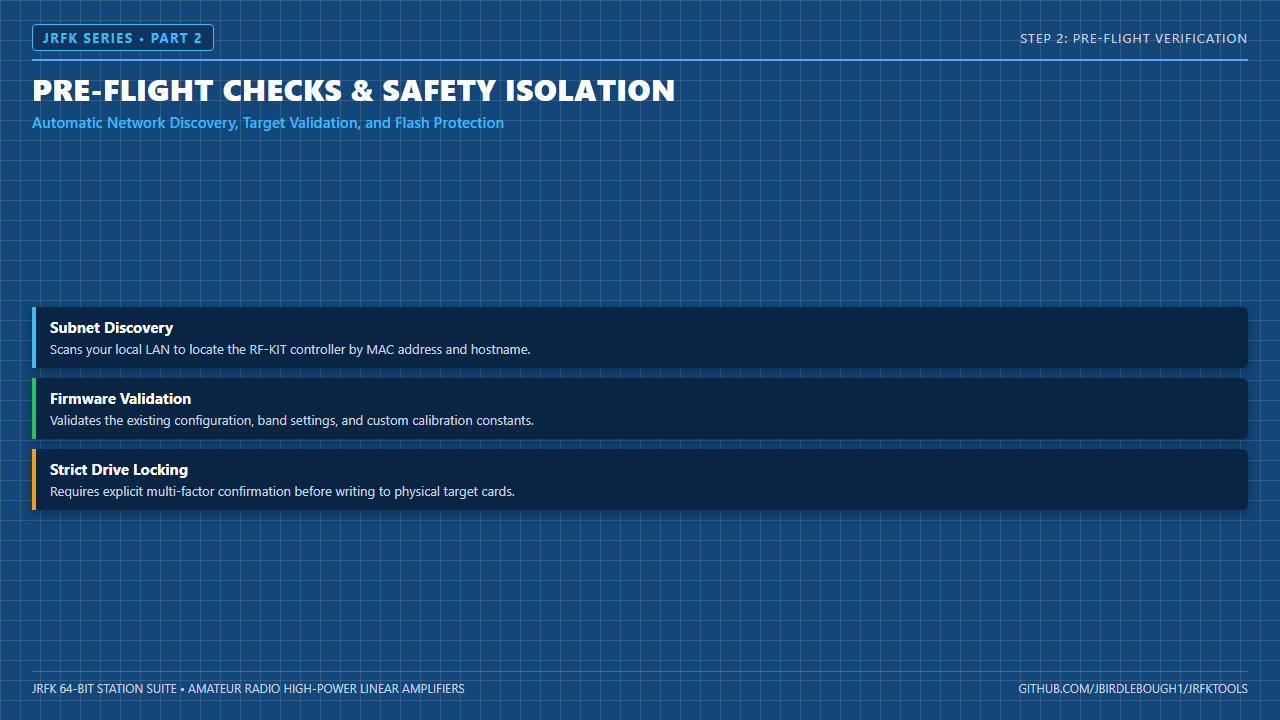 JRFK SERIES • PART 2
STEP 2: PRE-FLIGHT VERIFICATION
PRE-FLIGHT CHECKS & SAFETY ISOLATION
Automatic Network Discovery, Target Validation, and Flash Protection
Subnet Discovery
Scans your local LAN to locate the RF-KIT controller by MAC address and hostname.
Firmware Validation
Validates the existing configuration, band settings, and custom calibration constants.
Strict Drive Locking
Requires explicit multi-factor confirmation before writing to physical target cards.
JRFK 64-BIT STATION SUITE • AMATEUR RADIO HIGH-POWER LINEAR AMPLIFIERS
GITHUB.COM/JBIRDLEBOUGH1/JRFKTOOLS